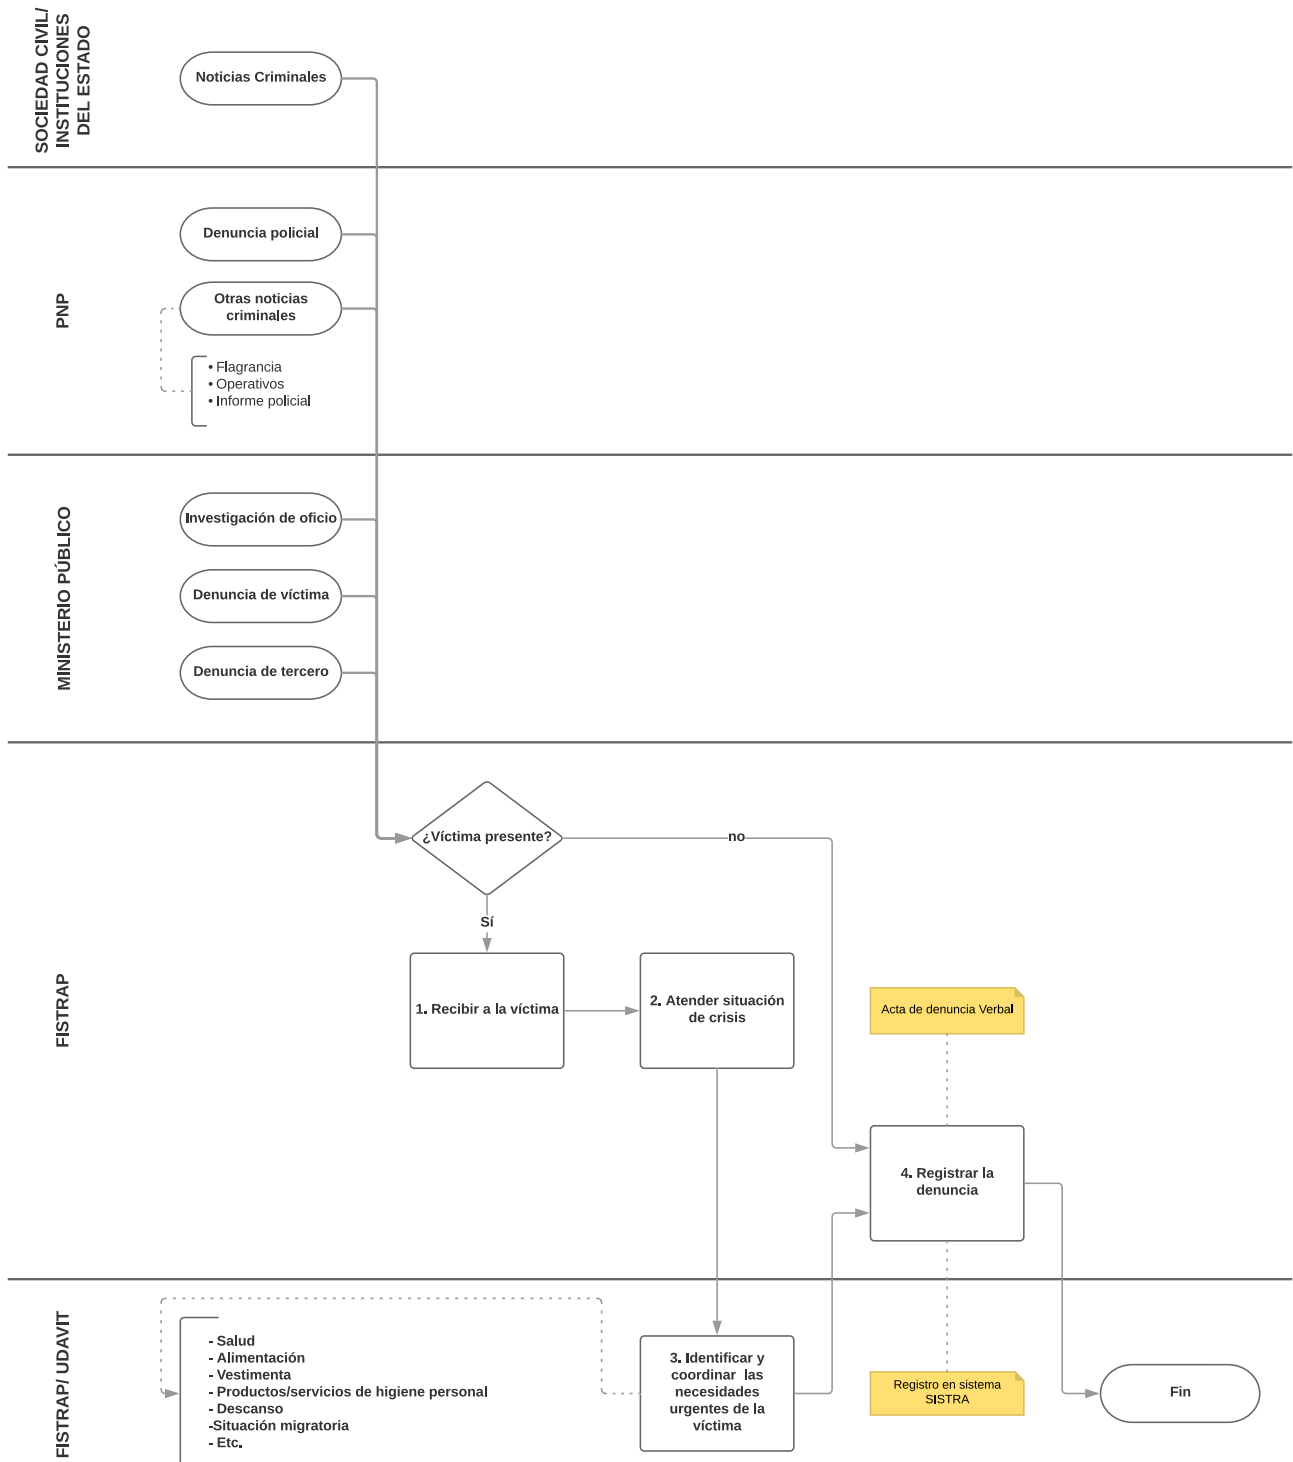 SOCIEDAD CIVIL/
INSTITUCIONES
DEL ESTADO
Noticias Criminales
PNP
Denuncia policial
Otras noticias
criminales
• Flagrancia
• Operativos
• Informe policial
MINISTERIO PÚBLICO
Investigación de oficio
Denuncia de víctima
Denuncia de tercero
FISTRAP
¿Víctima presente?
no
Sí
1. Recibir a la víctima
2. Atender situación
de crisis
Acta de denuncia Verbal
4. Registrar la
denuncia
FISTRAP/ UDAVIT
- Salud
- Alimentación
- Vestimenta
- Productos/servicios de higiene personal
- Descanso
-Situación migratoria
- Etc.
3. Identificar y
coordinar las
necesidades
urgentes de la
víctima
Registro en sistema
SISTRA
Fin